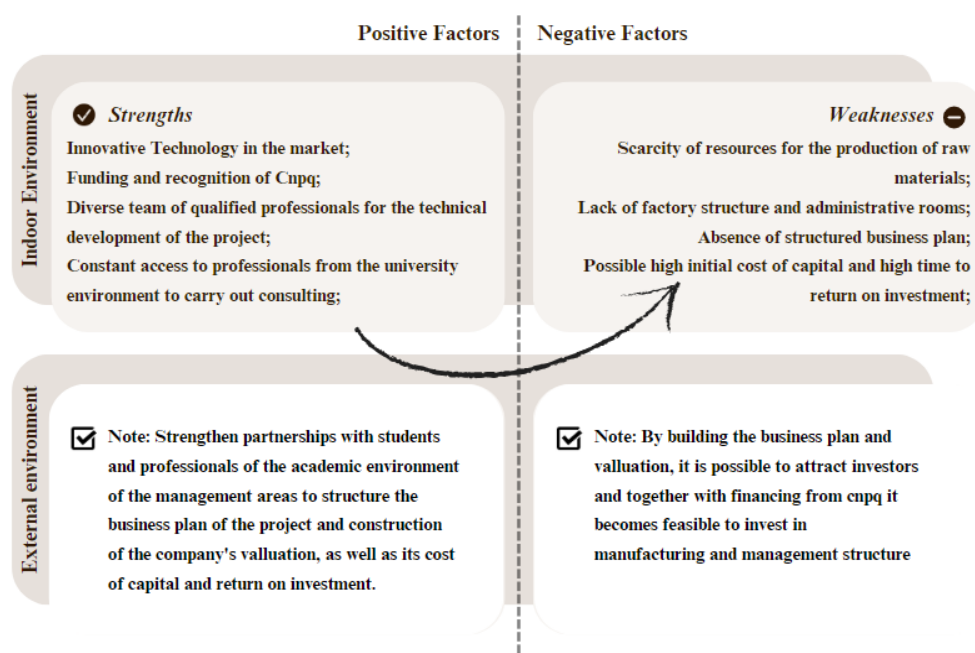 Positive Factors
Negative Factors
Indoor Environment
Strengths
Innovative Technology in the market;
Funding and recognition of Cnpq;
Diverse team of qualified professionals for the technical
development of the project;
Constant access to professionals from the university
environment to carry out consulting;
Weaknesses
Scarcity of resources for the production of raw
materials;
Lack of factory structure and administrative rooms;
Absence of structured business plan;
Possible high initial cost of capital and high time to
return on investment;
External environment
Note: Strengthen partnerships with students
and professionals of the academic environment
of the management areas to structure the
business plan of the project and construction
of the company's valluation, as well as its cost
of capital and return on investment.
Note: By building the business plan and
valluation, it is possible to attract investors
and together with financing from cnpq it
becomes feasible to invest in
manufacturing and management structure